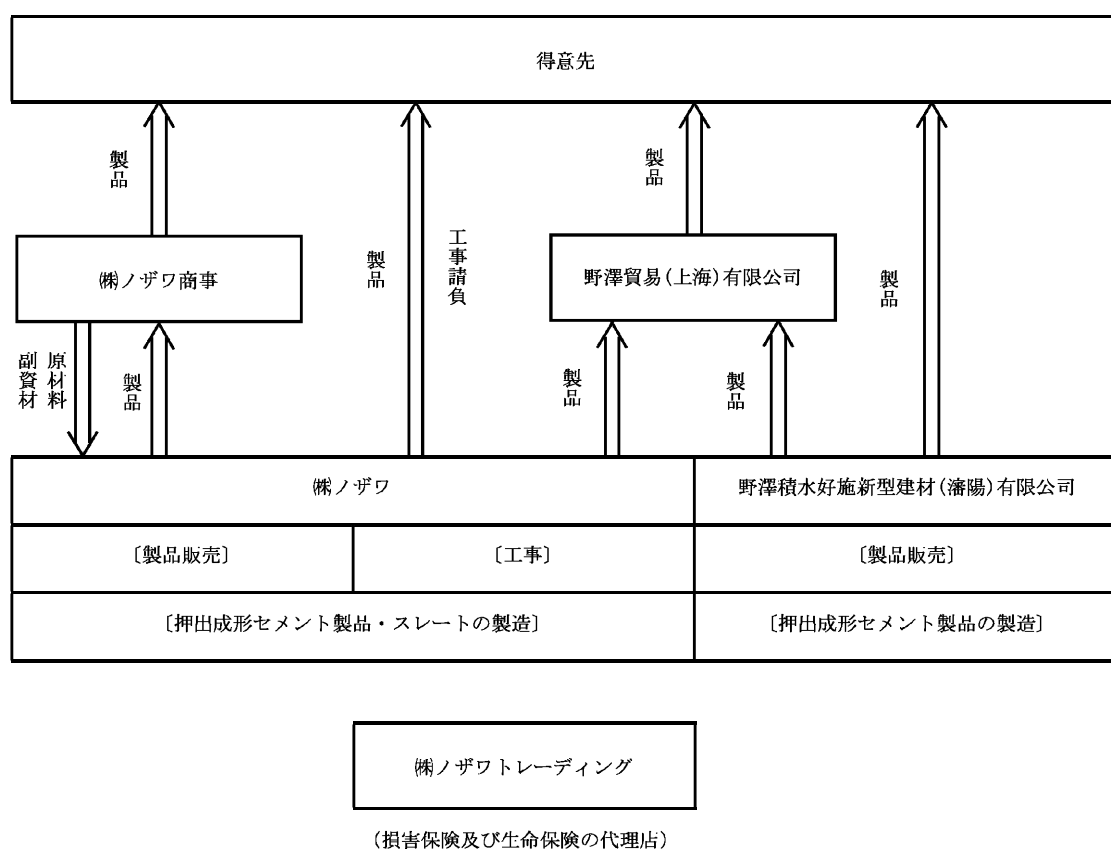 得意先
製品
製品
工事請負
製品
製品
㈱ノザワ商事
野澤貿易(上海)有限公司
副資材
原材料
製品
製品
製品
㈱ノザワ
野澤積水好施新型建材(瀋陽)有限公司
〔製品販売〕
〔工事〕
〔製品販売〕
〔押出成形セメント製品・スレートの製造〕
〔押出成形セメント製品の製造〕
㈱ノザワトレーディング
(損害保険及び生命保険の代理店)